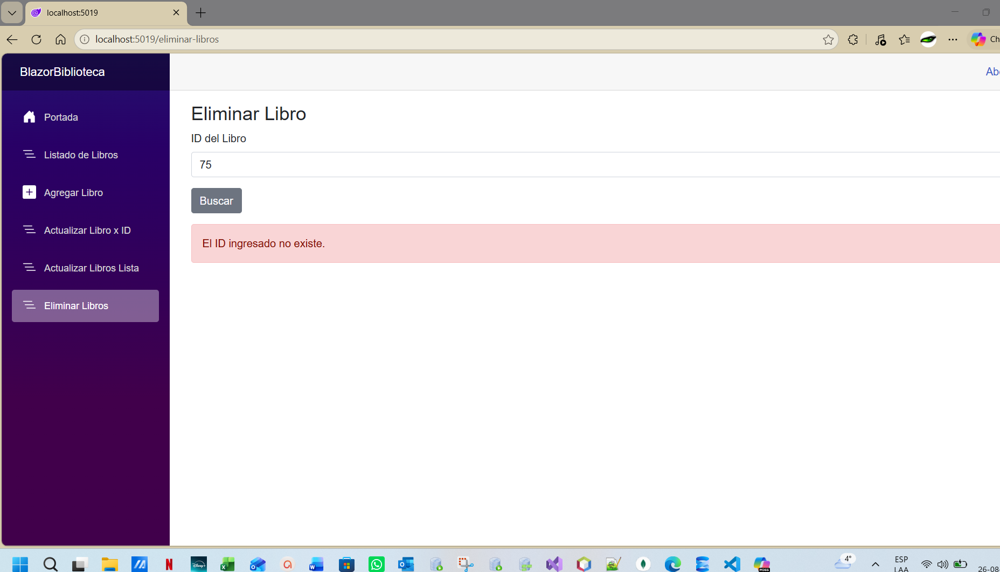 localhost:5019
localhost:5019/eliminar-libros
BlazorBiblioteca
Portada
Listado de Libros
Agregar Libro
Actualizar Libro x ID
Actualizar Libros Lista
Eliminar Libros
Eliminar Libro
ID del Libro
75
Buscar
El ID ingresado no existe.
4°
ESP
LAA
26-08